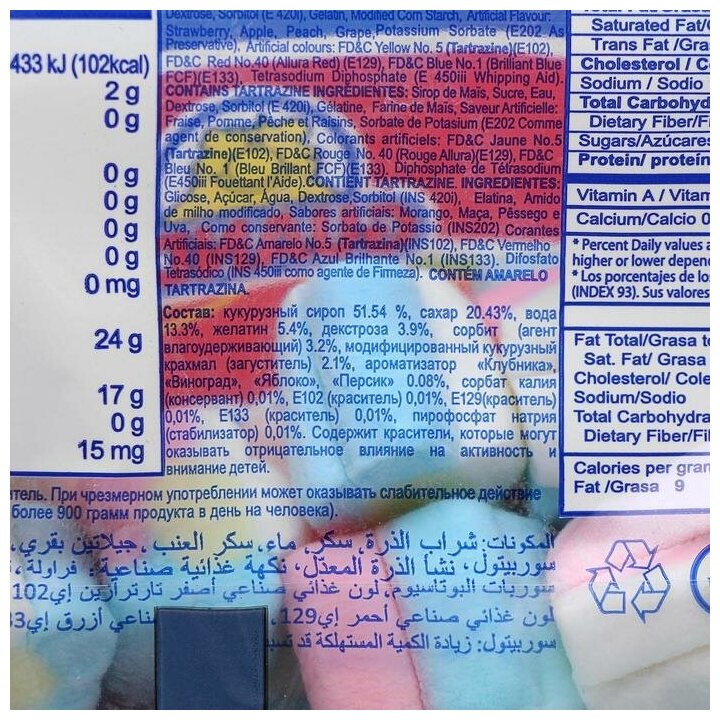 433 kJ (102kcal)
2 g
0 g
0 g
0 g
0 g
0 g
0 mg
24 g
17 g
0 g
15 mg
Dextrose, Sorbitol (E 420i), Gelatin, Modified Corn Starch, Artificial Flavour:
Strawberry, Apple, Peach, Grape,Potassium Sorbate (E202 As
Preservative), Artificial colours: FD&C Yellow No. 5 (Tartrazine)(E102),
FD&C Red No.40 (Allura Red) (E129), FD&C Blue No.1 (Brilliant Blue
FCF)(E133), Tetrasodium Diphosphate (E 450iii Whipping Aid).
CONTAINS TARTRAZINE INGRÉDIENTES: Sirop de Maïs, Sucre, Eau,
Dextrose, Sorbitol (E 420i), Gélatine, Farine de Maïs, Saveur Artificielle:
Fraise, Pomme, Pêche et Raisins, Sorbate de Potasium (E202 Comme
agent de conservation), Colorants artificiels: FD&C Jaune No.5
(Tartrazine)(E102), FD&C Rouge No. 40 (Rouge Allura)(E129), FD&C
Bleu No. 1 (Bleu Brillant FCF)(E133), Diphosphate de Tétrasodium
(E450iii Fouettant l'Aide).CONTIENT TARTRAZINE. INGREDIENTES:
Glicose, Açúcar, Água, Dextrose,Sorbitol (INS 420i), Elatina, Amido
de milho modificado, Sabores artificiais: Morango, Maça, Pêssego e
Uva, Como conservante: Sorbato de Potássio (INS202) Corantes
Artificiais: FD&C Amarelo No.5 (Tartrazina)(INS102), FD&C Vermelho
No.40 (INS129), FD&C Azul Brilhante No.1 (INS133). Difosfato
Tetrasódico (INS 450iii como agente de Firmeza). CONTÉM AMARELO
TARTRAZINA.
Состав: кукурузный сироп 51.54 %, сахар 20.43%, вода
13.3%, желатин 5.4%, декстроза 3.9%, сорбит (агент
влагоудерживающий) 3.2%, модифицированный кукурузный
крахмал (загуститель) 2.1%, ароматизатор «Клубника»,
«Виноград», «Яблоко», «Персик» 0.08%, сорбат калия
(консервант) 0,01%, E102 (краситель) 0,01%, E129(краситель)
0,01%, E133 (краситель) 0,01%, пирофосфат натрия
(стабилизатор) 0,01%. Содержит красители, которые могут
оказывать отрицательное влияние на активность и
внимание детей.
При чрезмерном употреблении может оказывать слабительное действие
более 900 грамм продукта в день на человека).
المكونات: شراب الذرة، سكر، ماء، سكر العنب، جيلاتين بقري،
سوربيتول، نشا الذرة المعدل، نكهة غذائية صناعية: فراولة،
سوربات البوتاسيوم، لون غذائي صناعي أصفر تارترازين إي102
لون غذائي صناعي أحمر إي129، صناعي أزرق إي
سوربيتول: زيادة الكمية المستهلكة قد
Saturated Fat/
Trans Fat /Gra
Cholesterol / C
Sodium / Sodio
Total Carbohyd
Dietary Fiber/F
Sugars/Azúcares
Protein/ proteín
Vitamin A / Vitam
Calcium/Calcio 0
* Percent Daily values a
higher or lower depen
* Los porcentajes de lo
(INDEX 93). Sus valores
Fat Total/Grasa to
Sat. Fat/ Grasa
Cholesterol/ Cole
Sodium/Sodio
Total Carbohydra
Dietary Fiber/Fi
Calories per gram
Fat /Grasa 9